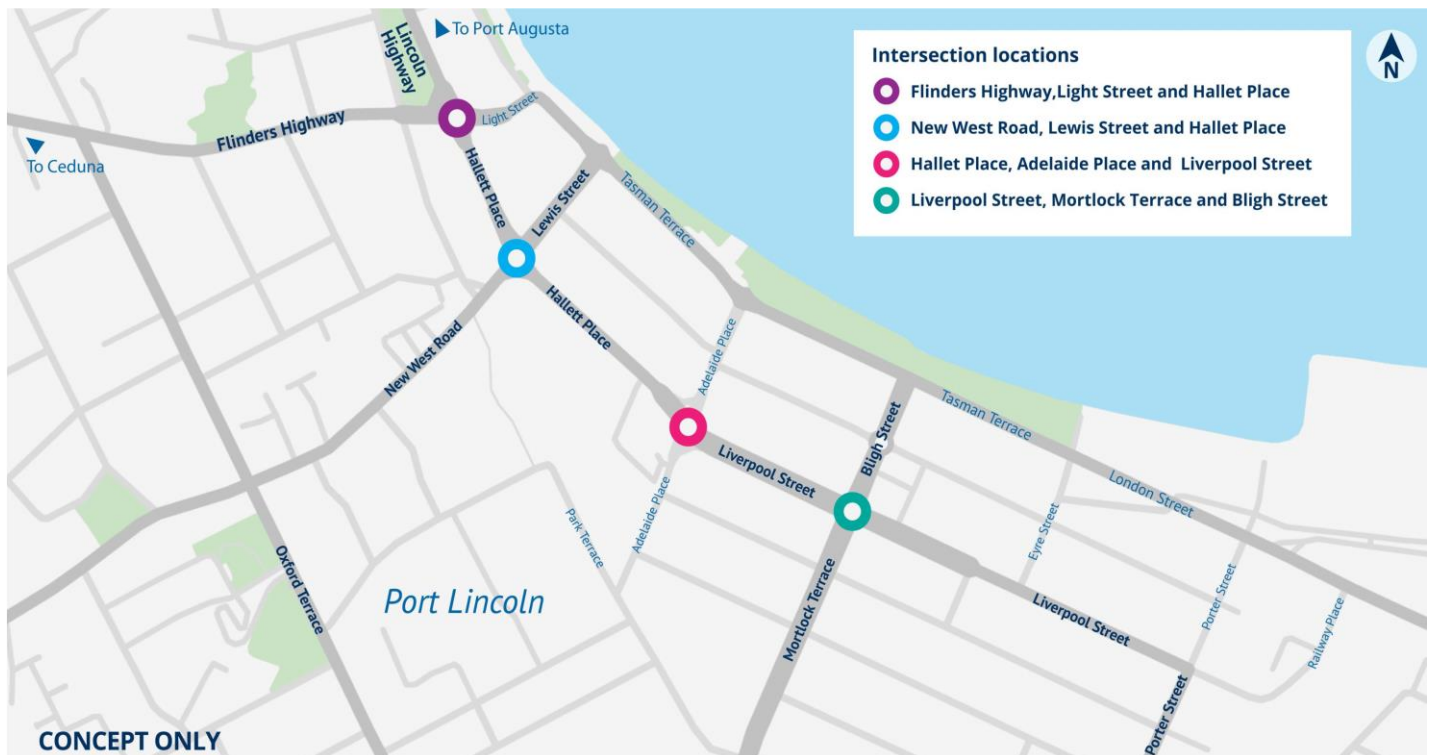 To Port Augusta
Lincoln
Highway
Intersection locations
N
Flinders Highway,Light Street and Hallet Place
New West Road, Lewis Street and Hallet Place
Hallet Place, Adelaide Place and Liverpool Street
Liverpool Street, Mortlock Terrace and Bligh Street
Light Street
Flinders Highway
To Ceduna
Hallett Place
Lewis Street
Tasman Terrace
Hallett Place
New West Road
Adelaide Place
Tasman Terrace
Bligh Street
Liverpool Street
London Street
Adelaide Place
Park Terrace
Eyre Street
Oxford Terrace
Port Lincoln
Mortlock Terrace
Liverpool Street
Porter Street
Railway Place
Porter Street
CONCEPT ONLY